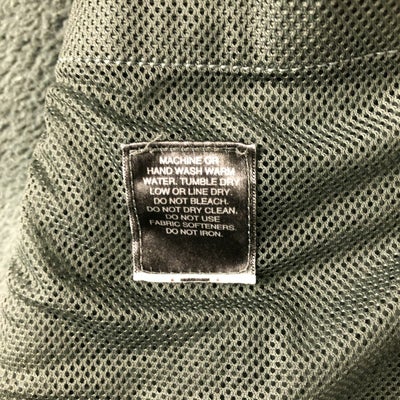 MACHINE OR
HAND WASH WARM
WATER. TUMBLE DRY
LOW OR LINE DRY.
DO NOT BLEACH.
DO NOT DRY CLEAN.
DO NOT USE
FABRIC SOFTENERS.
DO NOT IRON.